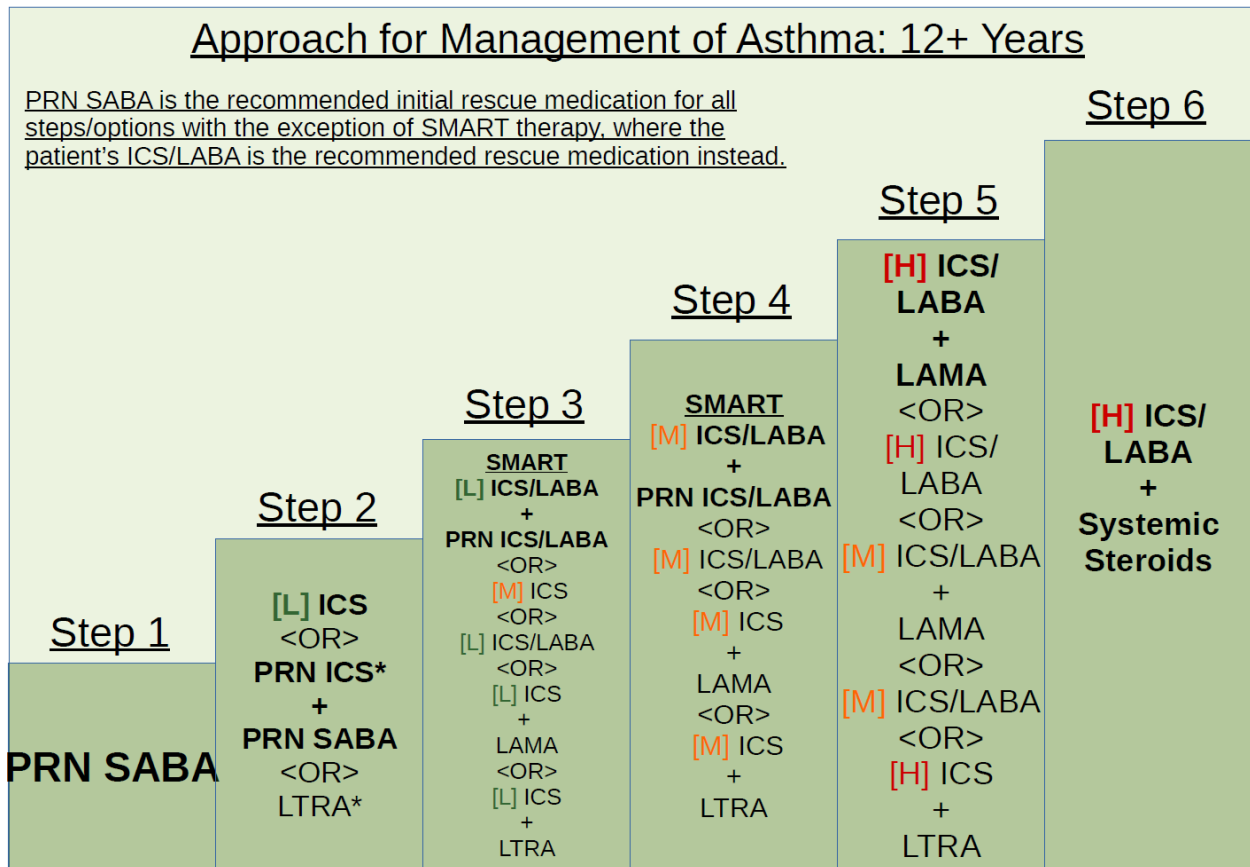 Approach for Management of Asthma: 12+ Years
PRN SABA is the recommended initial rescue medication for all
steps/options with the exception of SMART therapy, where the
patient's ICS/LABA is the recommended rescue medication instead.
Step 1
PRN SABA
Step 2
[L] ICS
<OR>
PRN ICS*
+
PRN SABA
<OR>
LTRA*
Step 3
SMART
[L] ICS/LABA
+
PRN ICS/LABA
<OR>
[M] ICS
<OR>
[L] ICS/LABA
<OR>
[L] ICS
+
LAMA
<OR>
[L] ICS
+
LTRA
Step 4
SMART
[M] ICS/LABA
+
PRN ICS/LABA
<OR>
[M] ICS/LABA
<OR>
[M] ICS
+
LAMA
<OR>
[M] ICS
+
LTRA
Step 5
[H] ICS/
LABA
+
LAMA
<OR>
[H] ICS/
LABA
<OR>
[M] ICS/LABA
+
LAMA
<OR>
[M] ICS/LABA
<OR>
[H] ICS
+
LTRA
Step 6
[H] ICS/
LABA
+
Systemic
Steroids